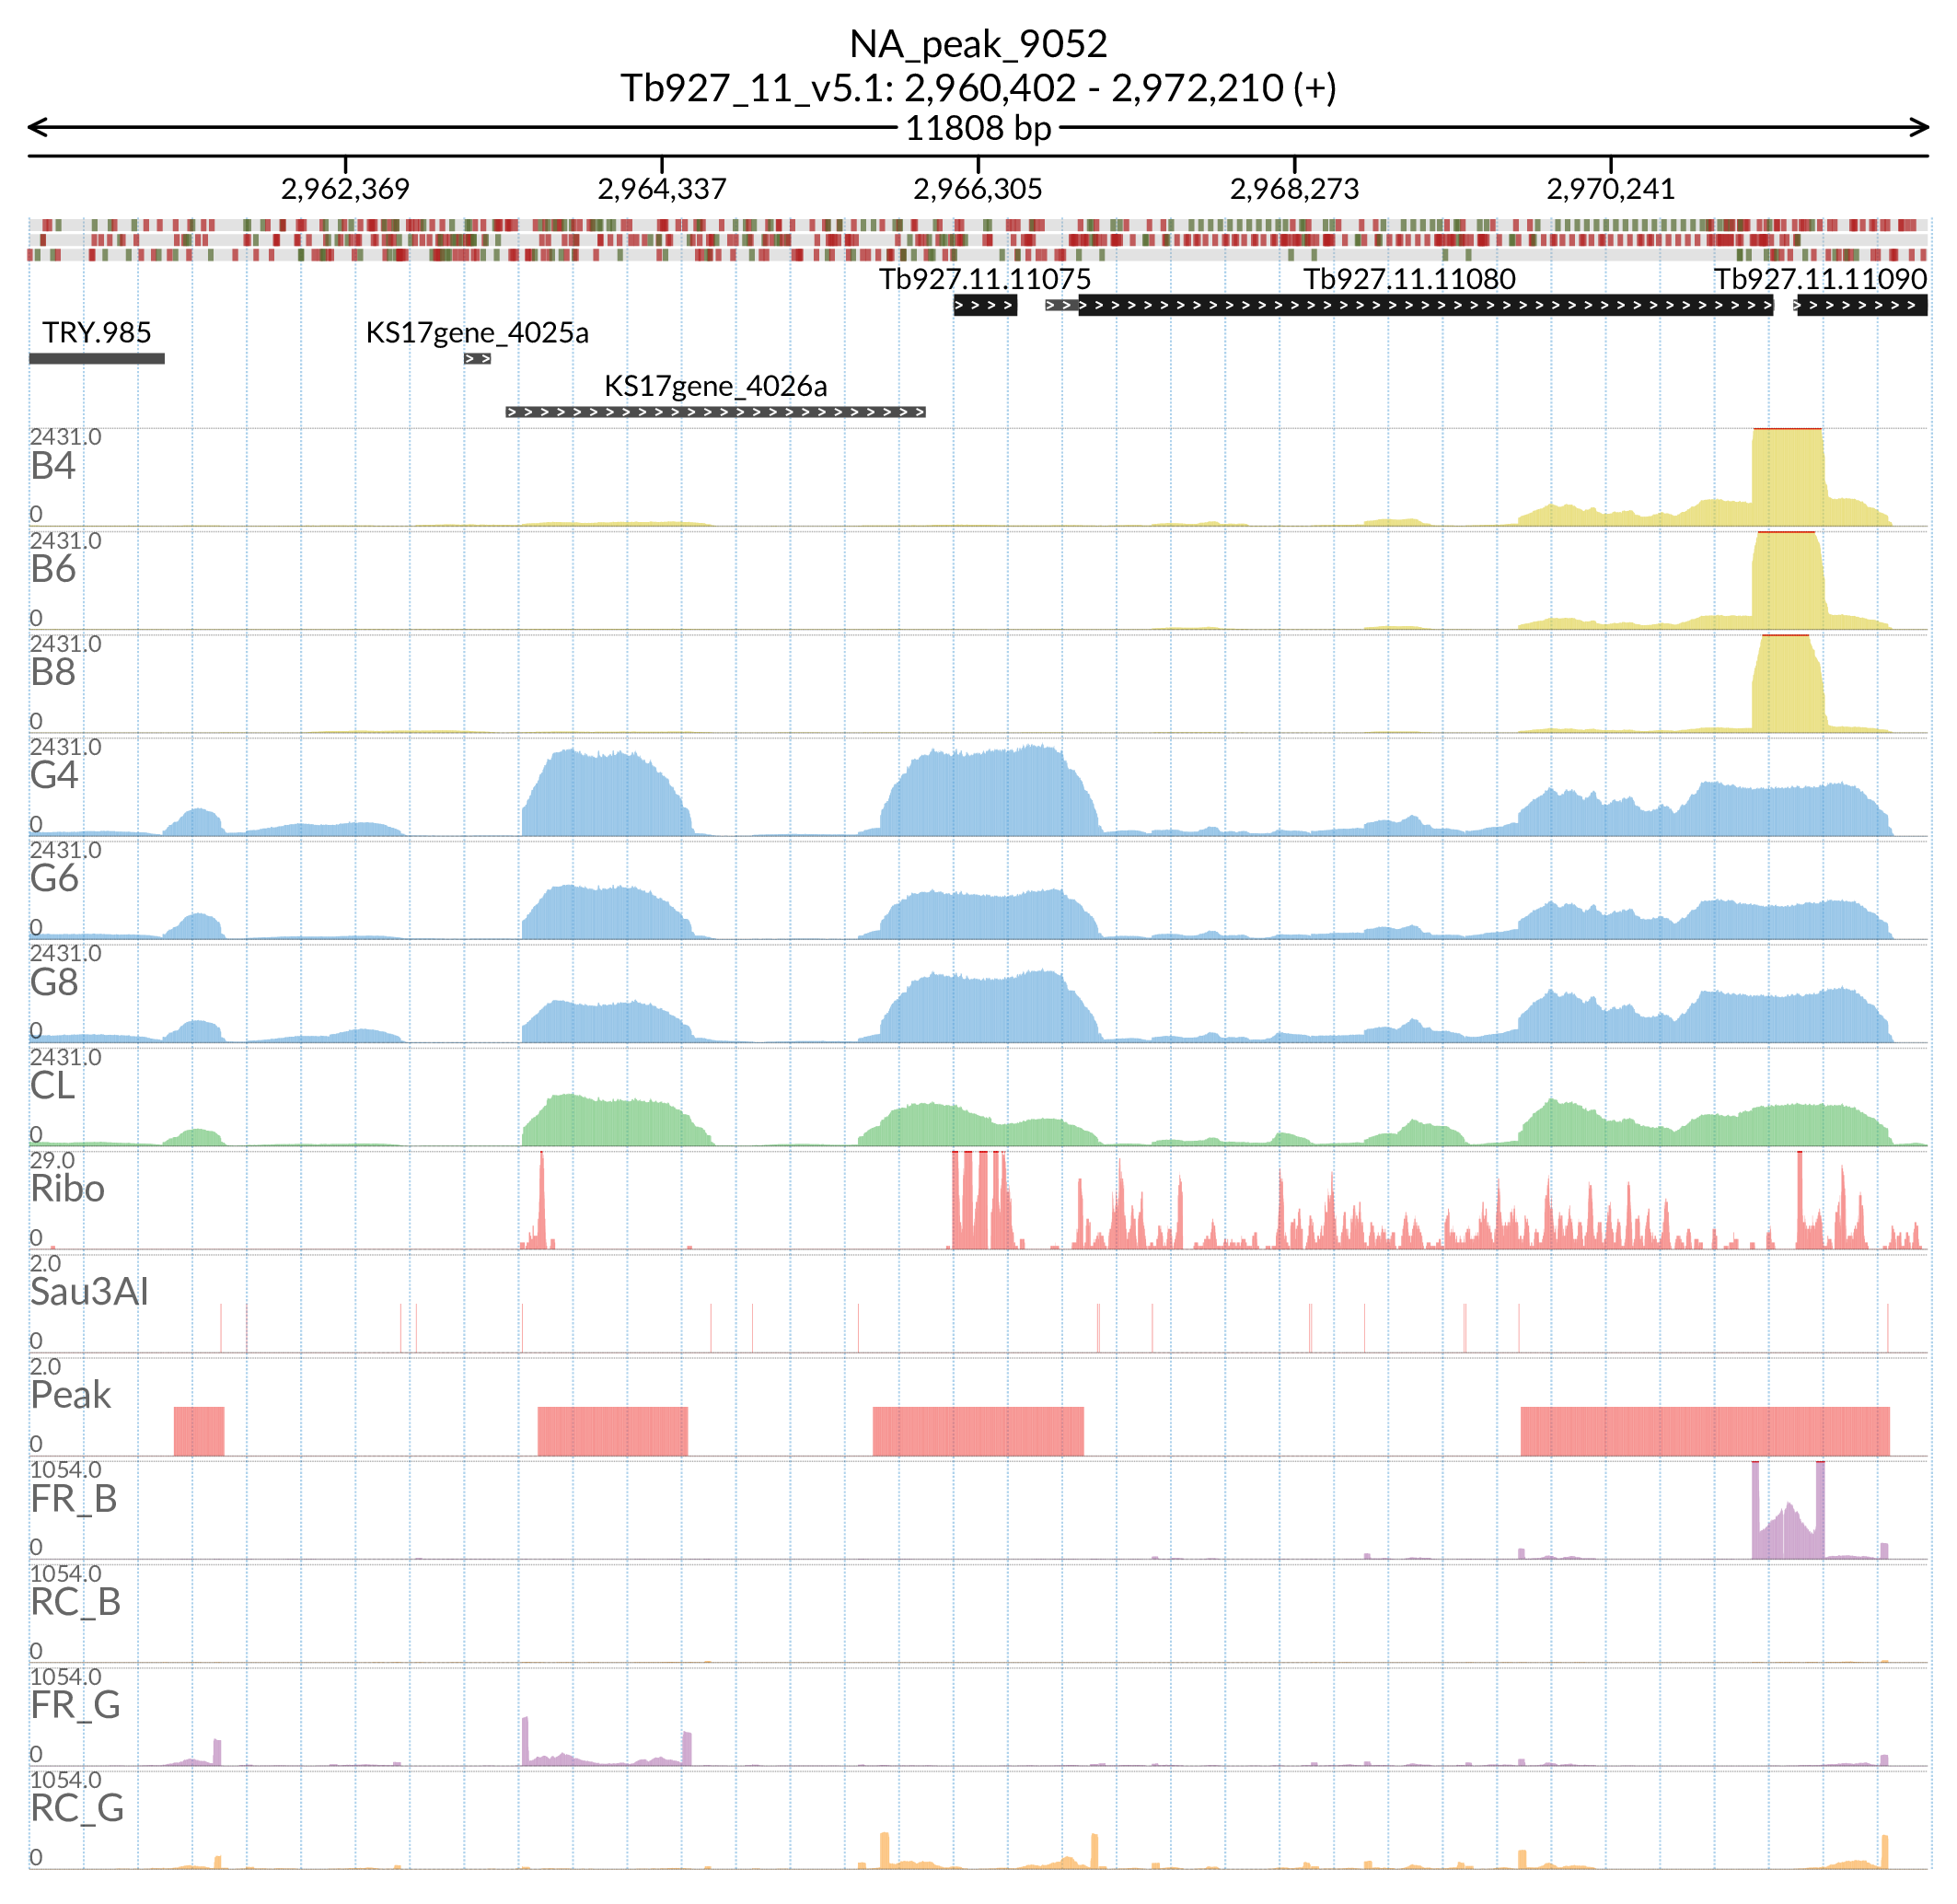 NA_peak_9052
Tb927_11_v5.1: 2,960,402 - 2,972,210 (+)
11808 bp
2,962,369 2,964,337 2,966,305 2,968,273 2,970,241
Tb927.11.11075 Tb927.11.11080 Tb927.11.11090
TRY.985 KS17gene_4025a
KS17gene_4026a
2431.0
B4
0
2431.0
B6
0
2431.0
B8
0
2431.0
G4
0
2431.0
G6
0
2431.0
G8
0
2431.0
CL
0
29.0
Ribo
0
2.0
Sau3AI
0
2.0
Peak
0
1054.0
FR_B
0
1054.0
RC_B
0
1054.0
FR_G
0
1054.0
RC_G
0